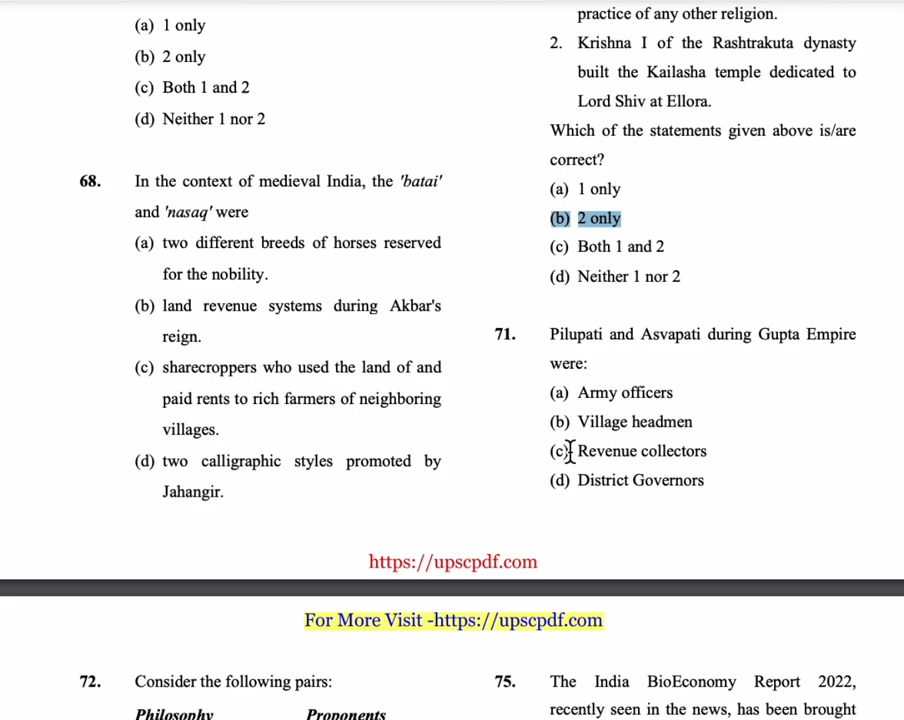 (a) 1 only
(b) 2 only
(c) Both 1 and 2
(d) Neither 1 nor 2
68. In the context of medieval India, the 'batai'
and 'nasaq' were
(a) two different breeds of horses reserved
for the nobility.
(b) land revenue systems during Akbar's
reign.
(c) sharecroppers who used the land of and
paid rents to rich farmers of neighboring
villages.
(d) two calligraphic styles promoted by
Jahangir.
practice of any other religion.
2. Krishna I of the Rashtrakuta dynasty
built the Kailasha temple dedicated to
Lord Shiv at Ellora.
Which of the statements given above is/are
correct?
(a) 1 only
(b) 2 only
(c) Both 1 and 2
(d) Neither 1 nor 2
71. Pilupati and Asvapati during Gupta Empire
were:
(a) Army officers
(b) Village headmen
(c) Revenue collectors
(d) District Governors
https://upscpdf.com
For More Visit -https://upscpdf.com
72. Consider the following pairs:
Philosophy Proponents
75. The India BioEconomy Report 2022,
recently seen in the news, has been brought